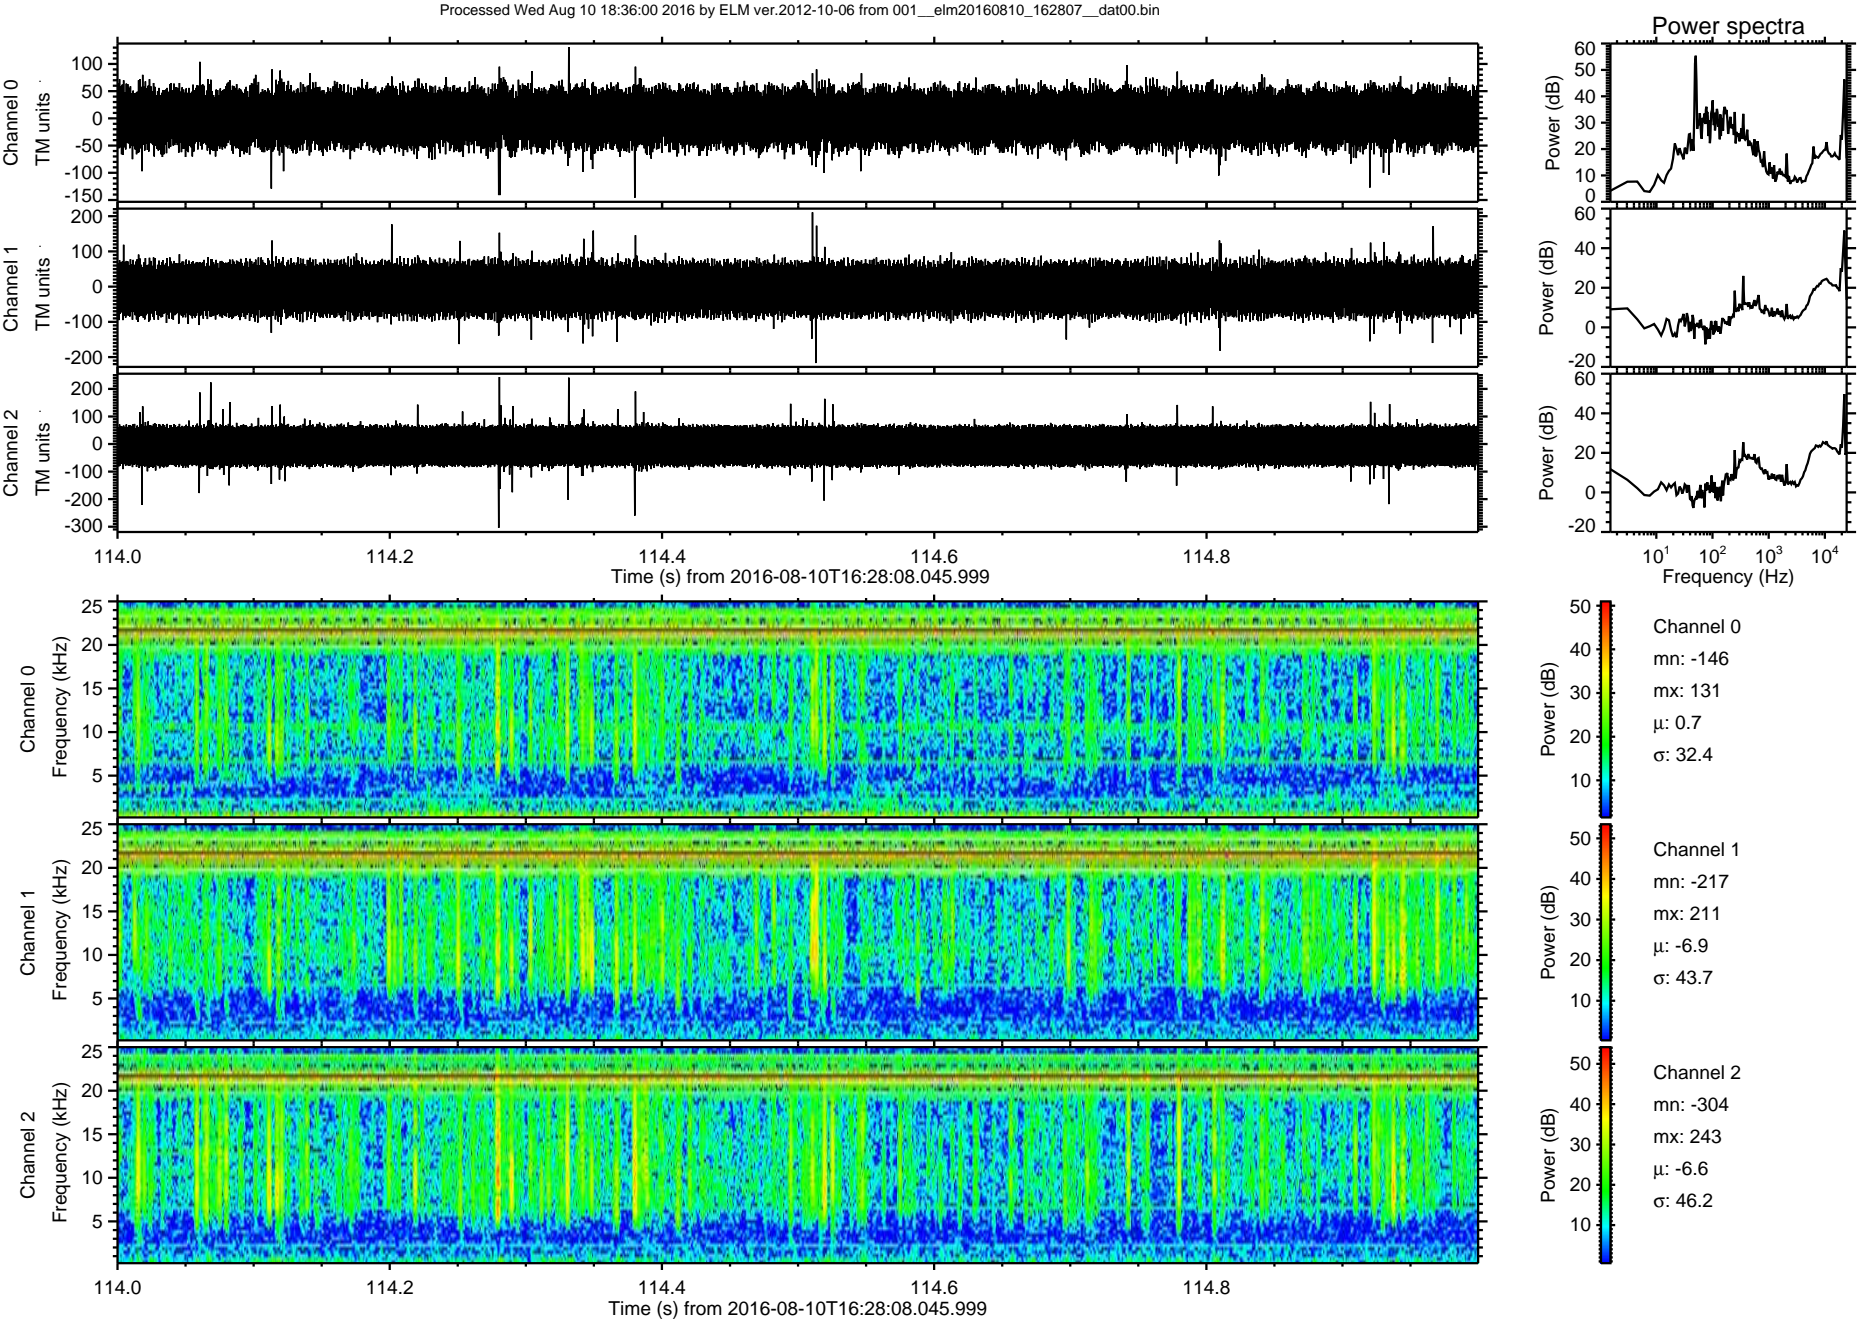 Processed Wed Aug 10 18:36:00 2016 by ELM ver.2012-10-06 from 001__elm20160810_162807__dat00.bin
Power spectra
Channel 0
TM units
100
50
0
-50
-100
-150
Power (dB)
60
50
40
30
20
10
0
Channel 1
TM units
200
100
0
-100
-200
Power (dB)
60
40
20
0
-20
Channel 2
TM units
200
100
0
-100
-200
-300
Power (dB)
60
40
20
0
-20
114.0 114.2 114.4 114.6 114.8
Time (s) from 2016-08-10T16:28:08.045.999
10^1 10^2 10^3 10^4
Frequency (Hz)
Channel 0
Frequency (kHz)
25
20
15
10
5
Power (dB)
50
40
30
20
10
Channel 0
mn: -146
mx: 131
μ: 0.7
σ: 32.4
Channel 1
Frequency (kHz)
25
20
15
10
5
Power (dB)
50
40
30
20
10
Channel 1
mn: -217
mx: 211
μ: -6.9
σ: 43.7
Channel 2
Frequency (kHz)
25
20
15
10
5
Power (dB)
50
40
30
20
10
Channel 2
mn: -304
mx: 243
μ: -6.6
σ: 46.2
114.0 114.2 114.4 114.6 114.8
Time (s) from 2016-08-10T16:28:08.045.999